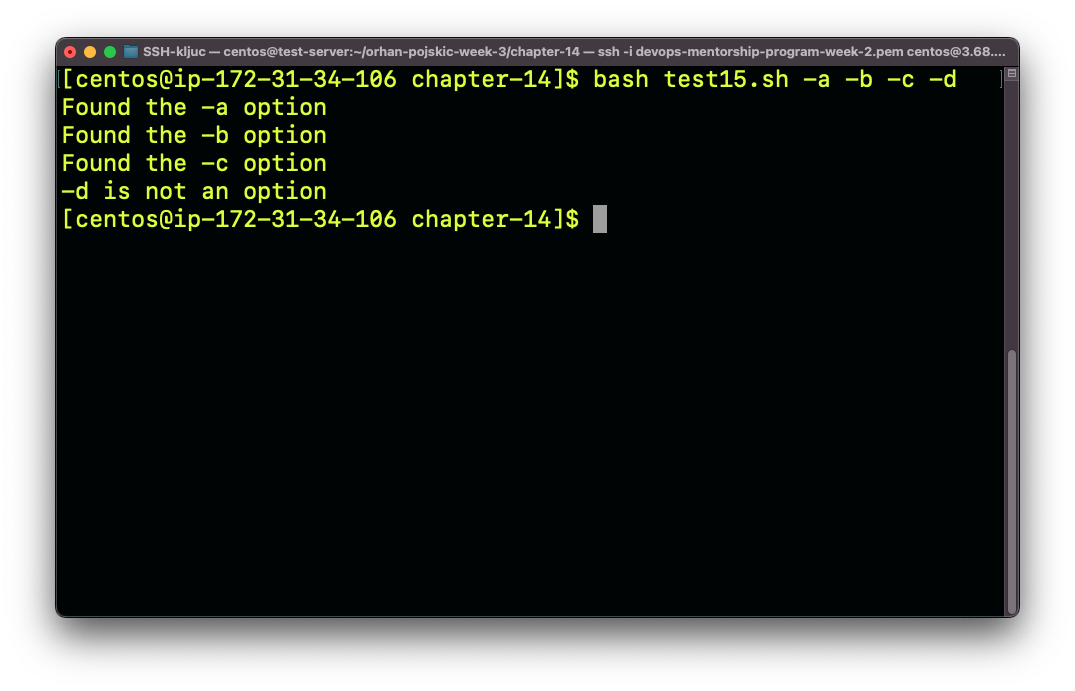 SSH-kljuc — centos@test-server:~/orhan-pojskic-week-3/chapter-14 — ssh -i devops-mentorship-program-week-2.pem centos@3.68....
[centos@ip-172-31-34-106 chapter-14]$ bash test15.sh -a -b -c -d
Found the -a option
Found the -b option
Found the -c option
-d is not an option
[centos@ip-172-31-34-106 chapter-14]$